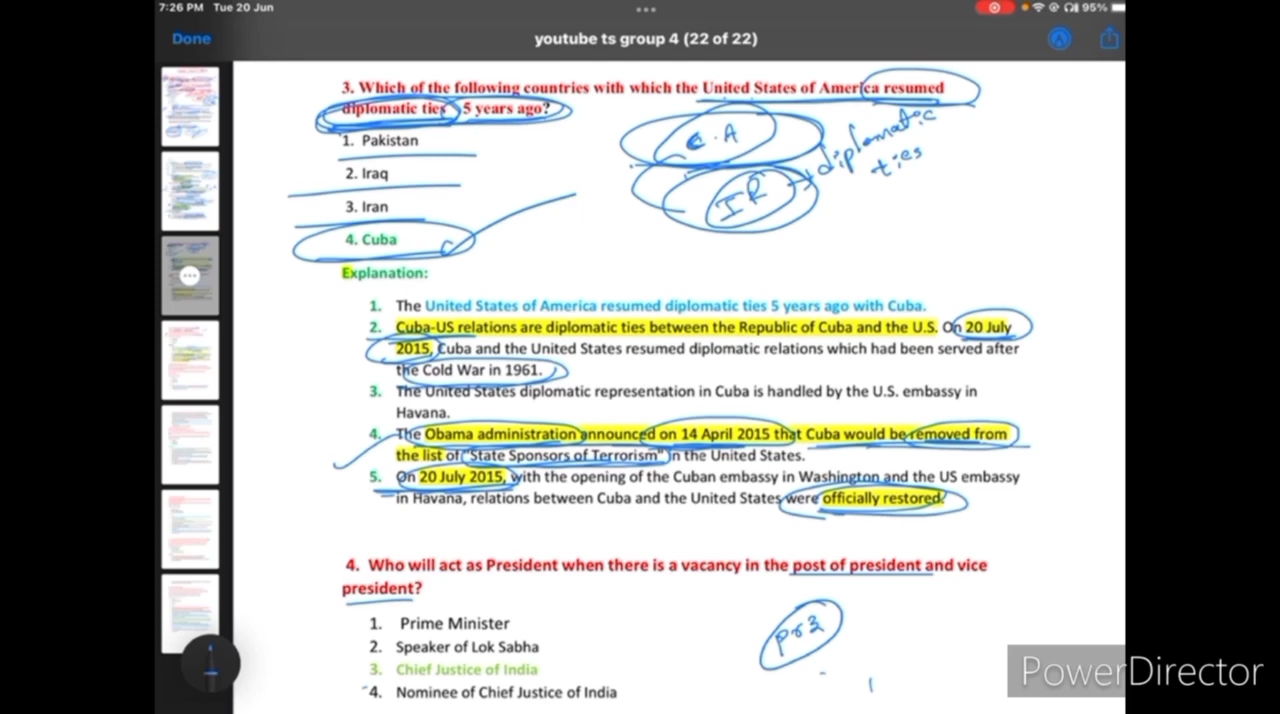 7:26 PM Tue 20 Jun
95%
Done
youtube ts group 4 (22 of 22)
3. Which of the following countries with which the United States of America resumed
diplomatic ties 5 years ago?
1. Pakistan
2. Iraq
3. Iran
4. Cuba
C.A
IR
diplomatic
ties
Explanation:
1. The United States of America resumed diplomatic ties 5 years ago with Cuba.
2. Cuba-US relations are diplomatic ties between the Republic of Cuba and the U.S. On 20 July
2015, Cuba and the United States resumed diplomatic relations which had been served after
the Cold War in 1961.
3. The United States diplomatic representation in Cuba is handled by the U.S. embassy in
Havana.
4. The Obama administration announced on 14 April 2015 that Cuba would be removed from
the list of "State Sponsors of Terrorism" in the United States.
5. On 20 July 2015, with the opening of the Cuban embassy in Washington and the US embassy
in Havana, relations between Cuba and the United States were officially restored.
4. Who will act as President when there is a vacancy in the post of president and vice
president?
1. Prime Minister
2. Speaker of Lok Sabha
3. Chief Justice of India
4. Nominee of Chief Justice of India
PowerDirector